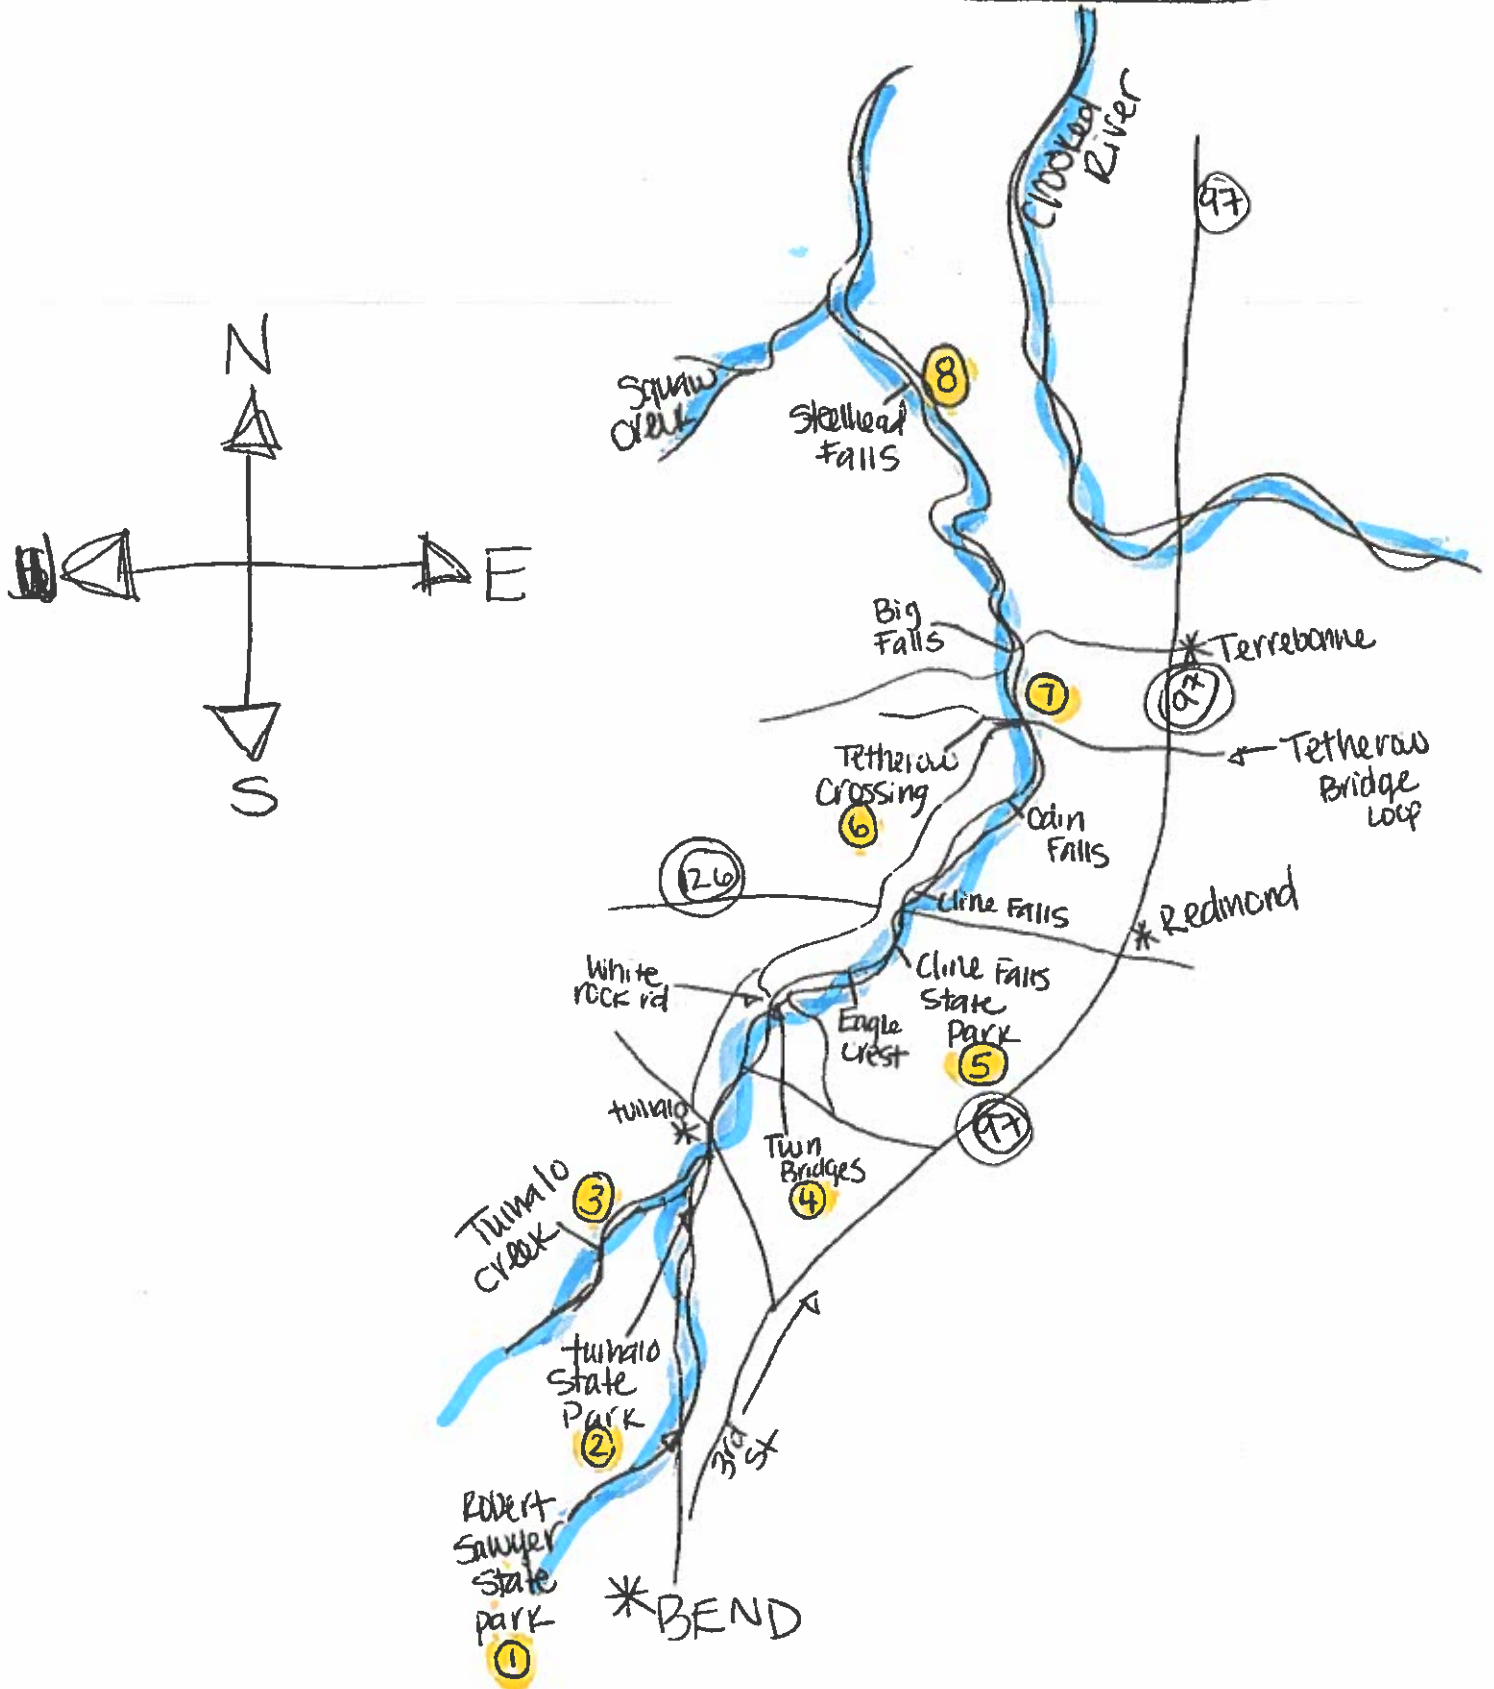 Crooked
River
97
N
E
S
Squaw
Creek
8
Steelhead
Falls
Big
Falls
Terrebonne
7
97
Tetherow
Crossing
6
Tetherow
Bridge
Loop
Odin
Falls
126
Cline Falls
Redmond
White
rock rd
Cline Falls
State
Park
5
Eagle
Crest
tumalo
97
Twin
Bridges
4
Tumalo
Creek
3
tumalo
State
Park
2
3rd
St
Robert
Sawyer
State
park
1
BEND